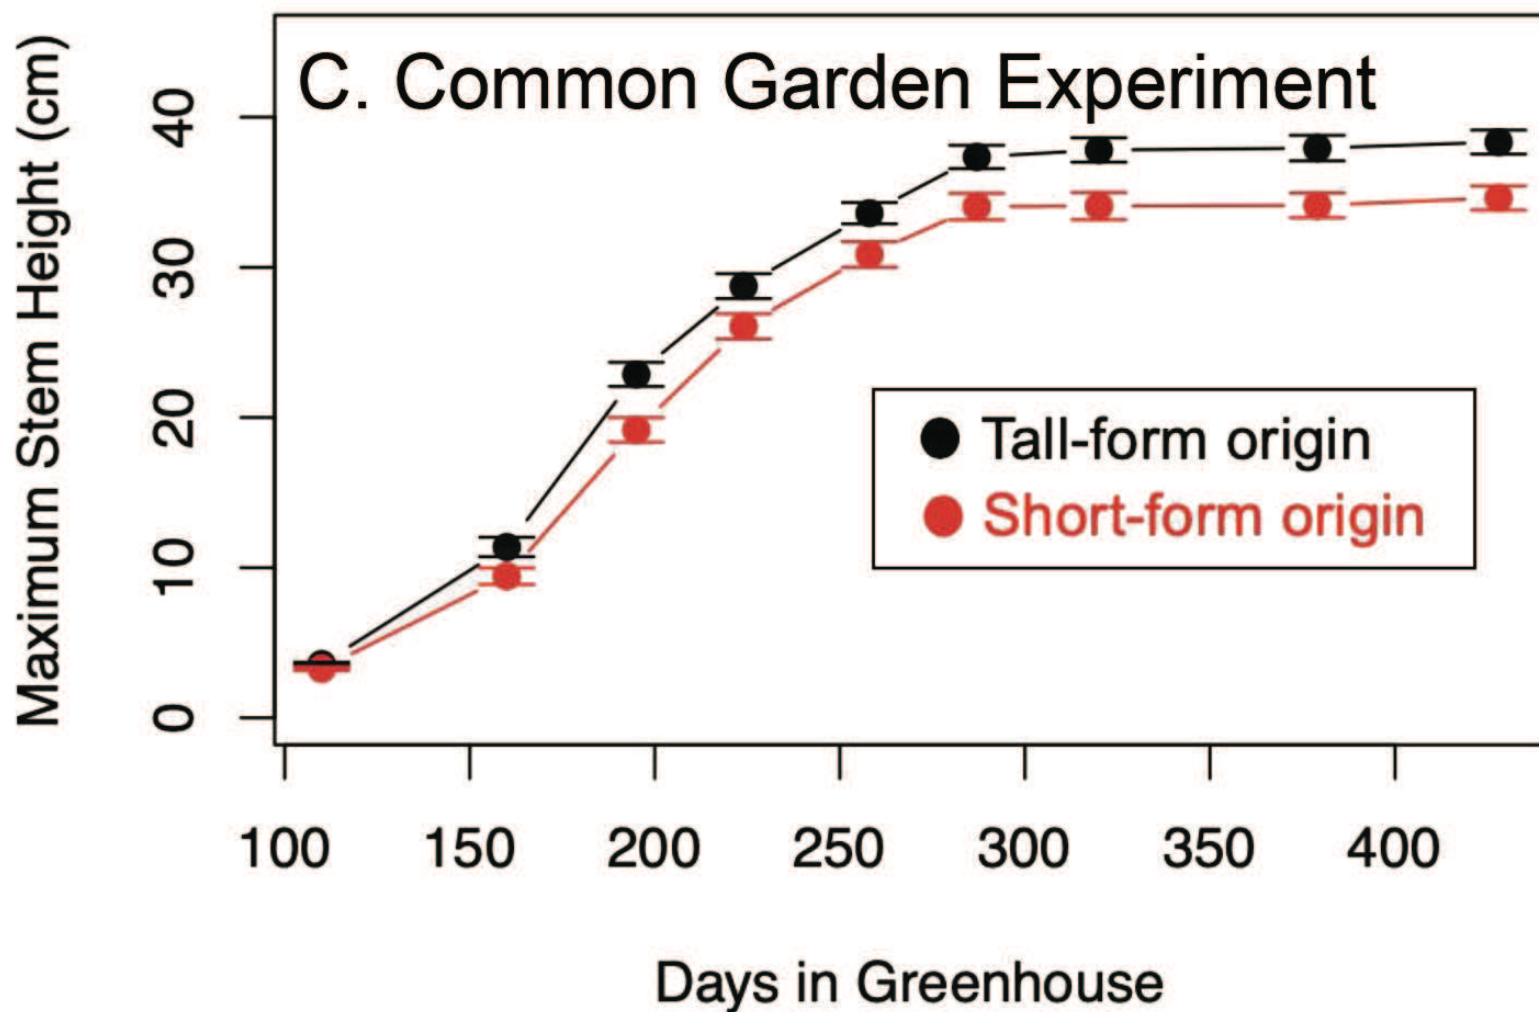 C. Common Garden Experiment
Maximum Stem Height (cm)
40
30
20
10
0
Tall-form origin
Short-form origin
100 150 200 250 300 350 400
Days in Greenhouse